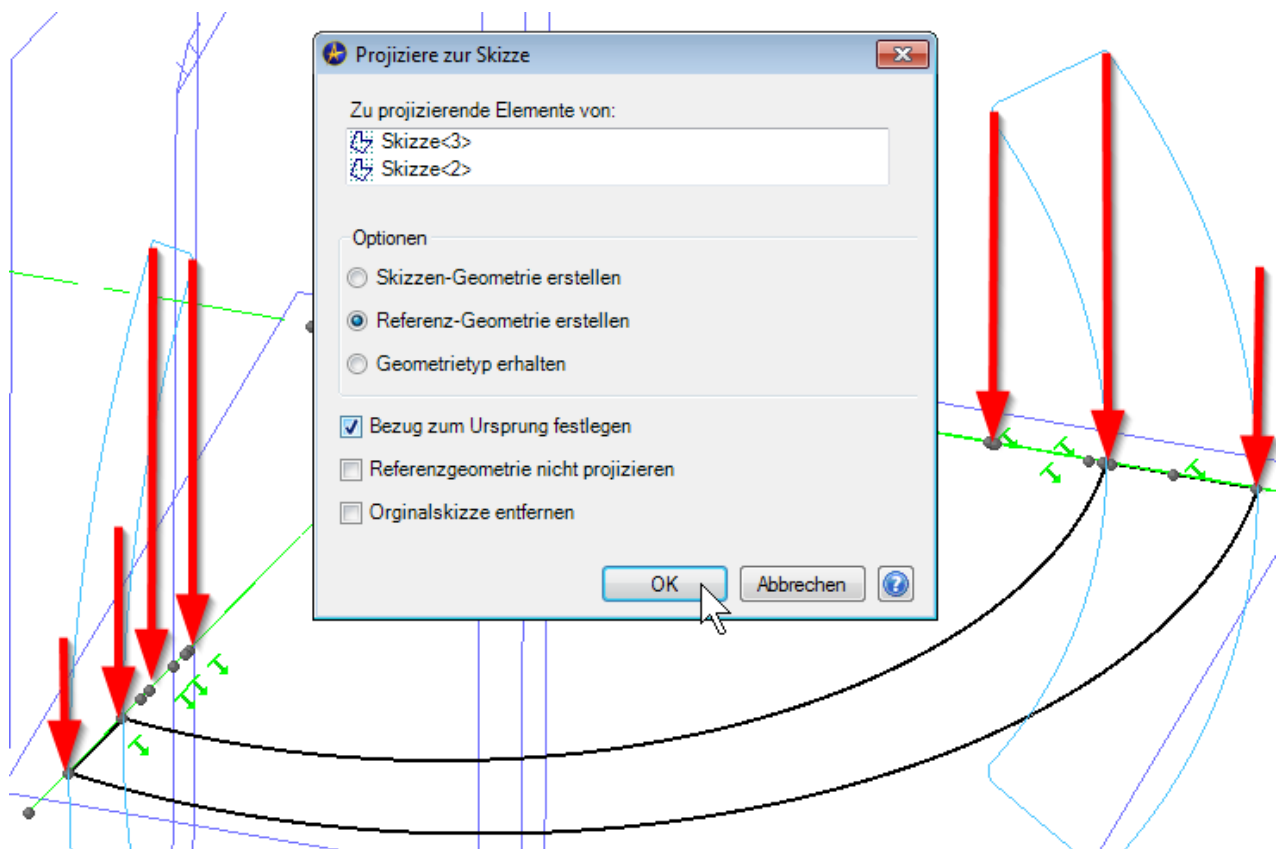 Projiziere zur Skizze
Zu projizierende Elemente von:
Skizze<3>
Skizze<2>
Optionen
Skizzen-Geometrie erstellen
Referenz-Geometrie erstellen
Geometrietyp erhalten
Bezug zum Ursprung festlegen
Referenzgeometrie nicht projizieren
Orginalskizze entfernen
OK Abbrechen ?